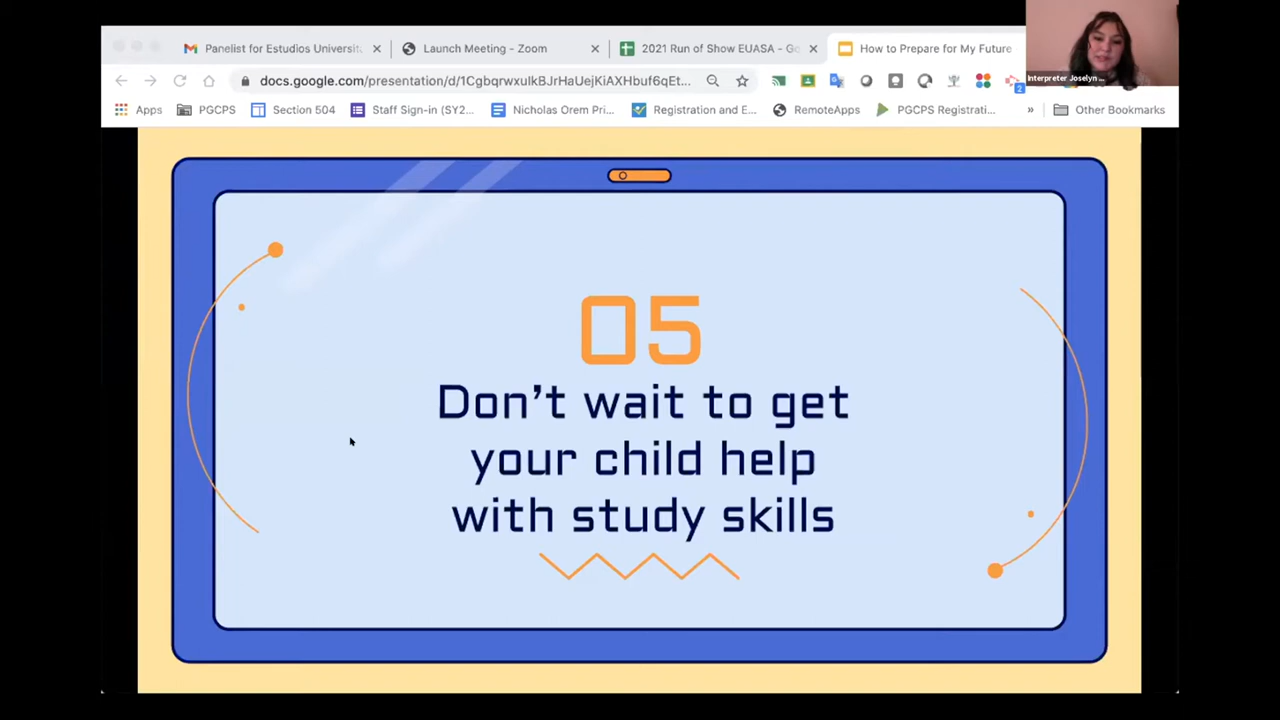 Panelist for Estudios Universit
Launch Meeting - Zoom
2021 Run of Show EUASA - Go
How to Prepare for My Future
Interpreter Joselyn ...
docs.google.com/presentation/d/1CgbqrwxulkBJrHaUejKiAXHbuf6qEt...
2
Apps
PGCPS
Section 504
Staff Sign-in (SY2...
Nicholas Orem Pri...
Registration and E...
RemoteApps
PGCPS Registrati...
»
Other Bookmarks
05
Don't wait to get
your child help
with study skills